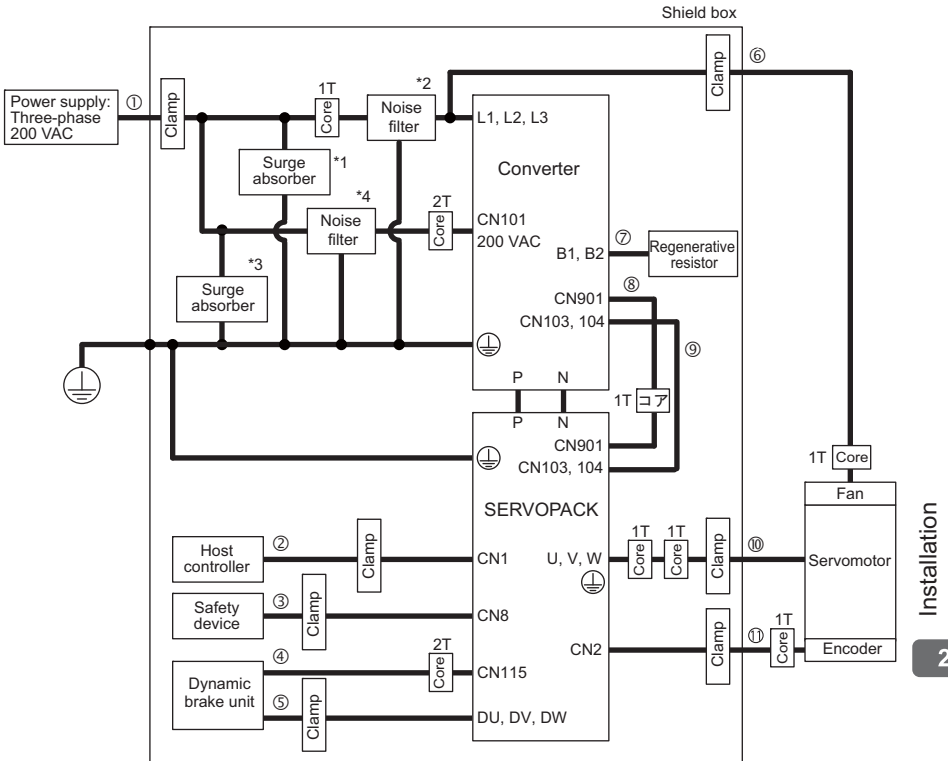 Shield box
Power supply:
Three-phase
200 VAC
①
Clamp
1T
Core
*2
Noise
filter
Clamp
⑥
L1, L2, L3
Converter
Surge
absorber
*1
*4
Noise
filter
2T
Core
CN101
200 VAC
*3
Surge
absorber
B1, B2
⑦
Regenerative
resistor
⑧
CN901
CN103, 104
⑨
P N
1T コア
P N
CN901
CN103, 104
SERVOPACK
1T Core
Fan
Servomotor
Encoder
Host
controller
②
Clamp
CN1
U, V, W
1T
Core
1T
Core
Clamp
⑩
Safety
device
③
Clamp
CN8
CN2
Clamp
⑪
1T
Core
Dynamic
brake unit
④
2T
Core
CN115
⑤
Clamp
DU, DV, DW
Installation
2